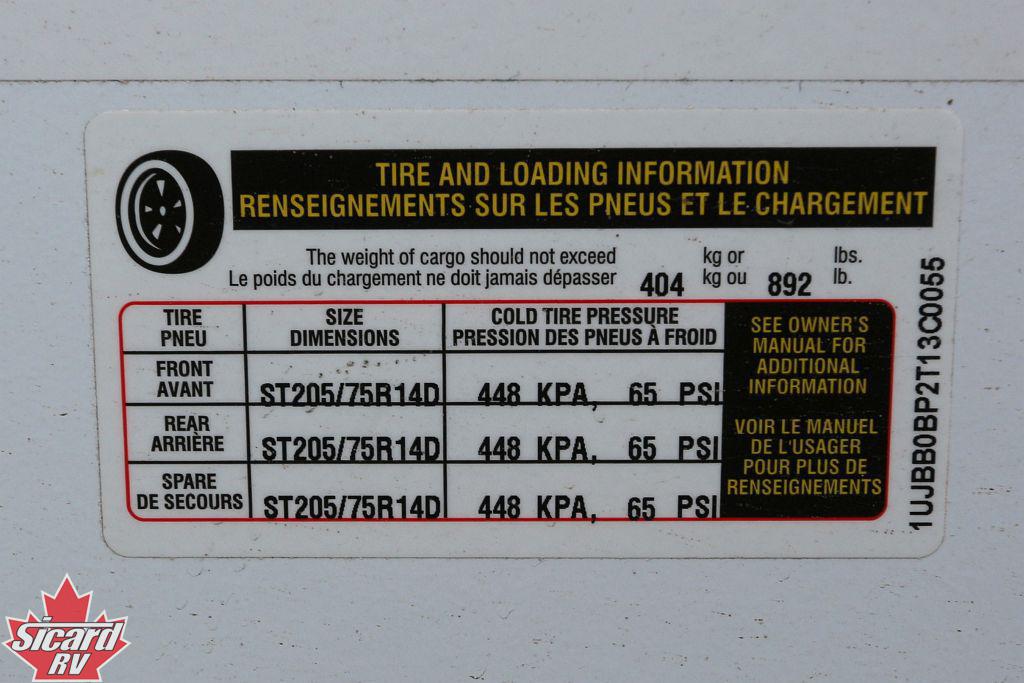 TIRE AND LOADING INFORMATION
RENSEIGNEMENTS SUR LES PNEUS ET LE CHARGEMENT
The weight of cargo should not exceed kg or lbs.
Le poids du chargement ne doit jamais dépasser 404 kg ou 892 lb.
TIRE SIZE COLD TIRE PRESSURE
PNEU DIMENSIONS PRESSION DES PNEUS À FROID
FRONT
AVANT ST205/75R14D 448 KPA, 65 PSI
REAR
ARRIÈRE ST205/75R14D 448 KPA, 65 PSI
SPARE
DE SECOURS ST205/75R14D 448 KPA, 65 PSI
SEE OWNER'S
MANUAL FOR
ADDITIONAL
INFORMATION
VOIR LE MANUEL
DE L'USAGER
POUR PLUS DE
RENSEIGNEMENTS
1UJBB0BP2T13C0055
Sicard
RV